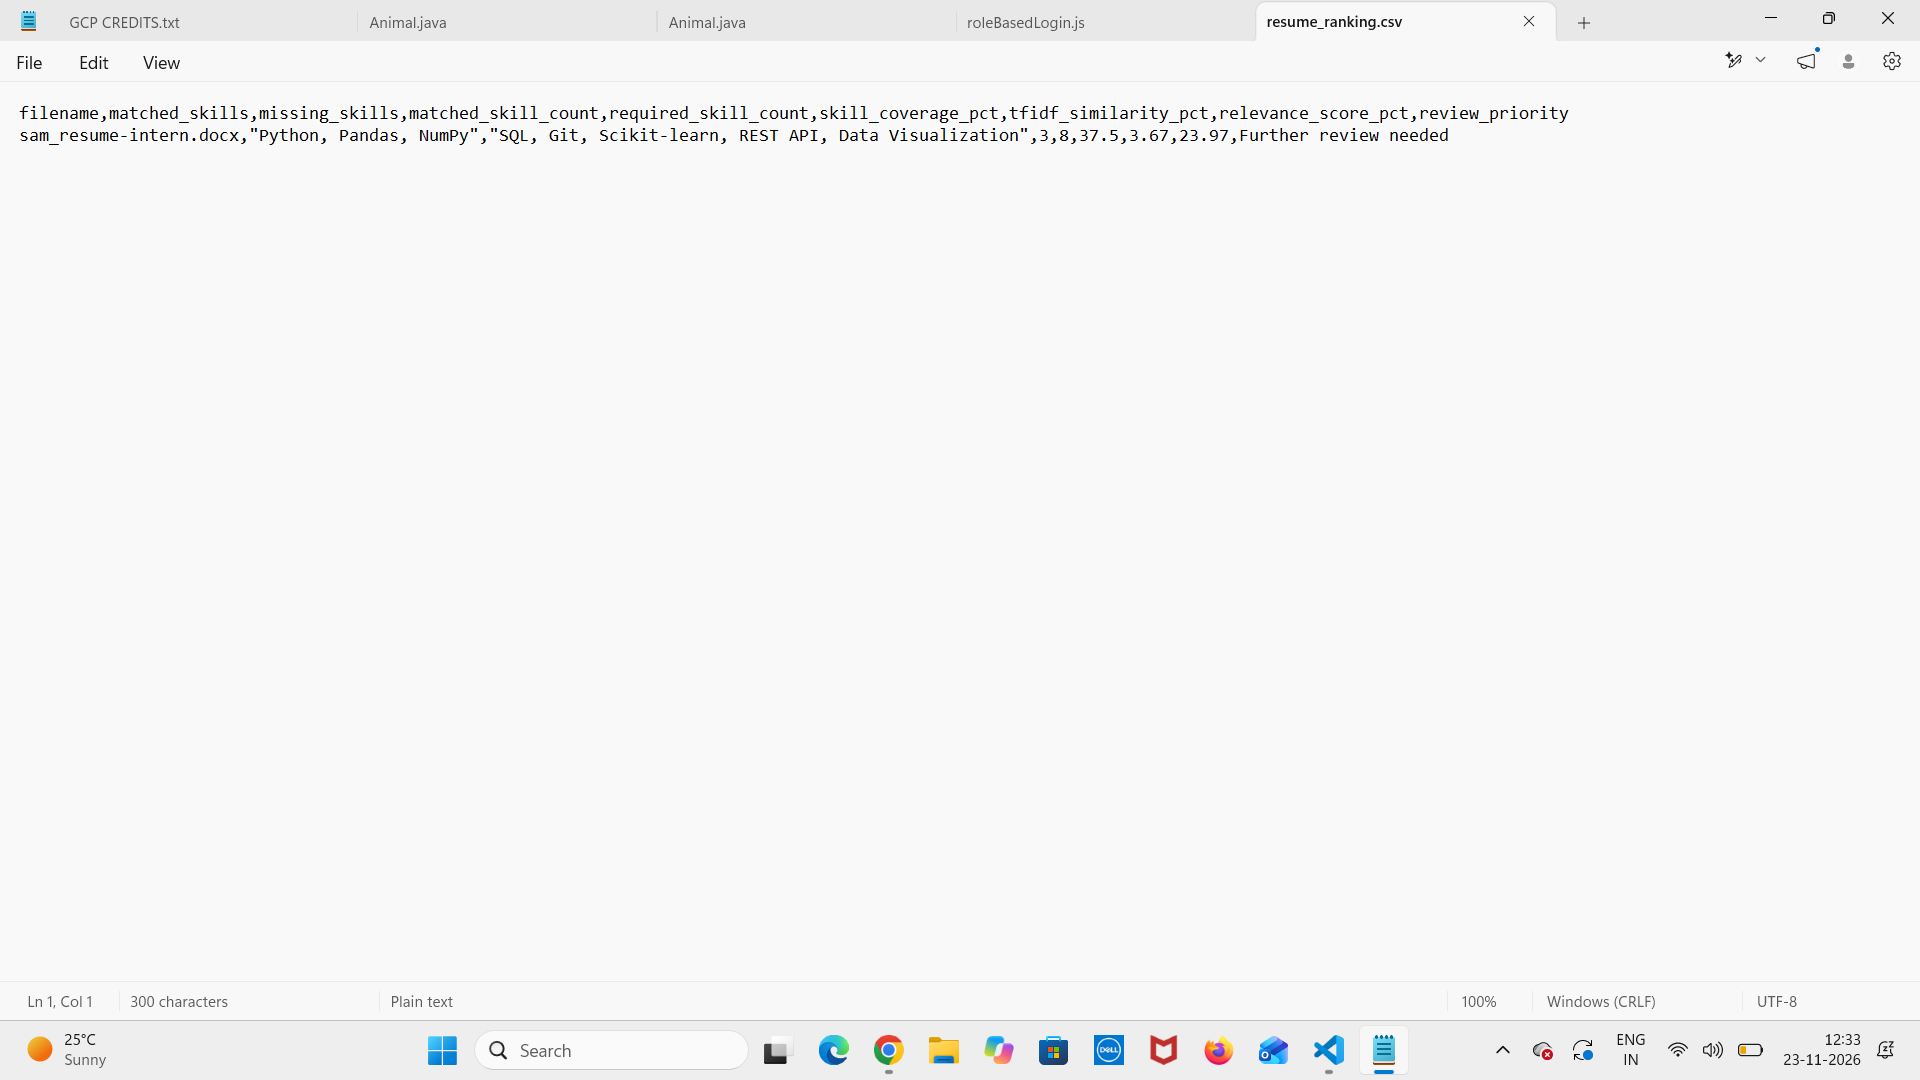 GCP CREDITS.txt
Animal.java
Animal.java
roleBasedLogin.js
resume_ranking.csv
File
Edit
View
filename,matched_skills,missing_skills,matched_skill_count,required_skill_count,skill_coverage_pct,tfidf_similarity_pct,relevance_score_pct,review_priority
sam_resume-intern.docx,"Python, Pandas, NumPy","SQL, Git, Scikit-learn, REST API, Data Visualization",3,8,37.5,3.67,23.97,Further review needed
Ln 1, Col 1
300 characters
Plain text
100%
Windows (CRLF)
UTF-8
25°C
Sunny
Search
DELL
ENG
IN
12:33
23-11-2026